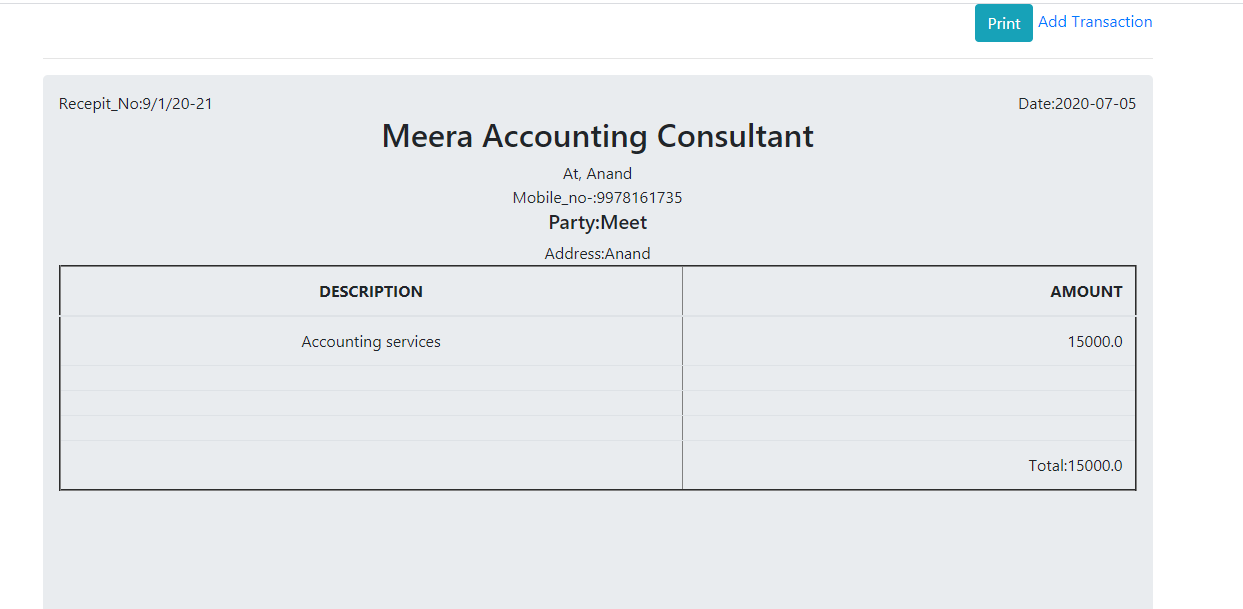 Print Add Transaction
Recepit_No:9/1/20-21 Date:2020-07-05
Meera Accounting Consultant
At, Anand
Mobile_no-:9978161735
Party:Meet
Address:Anand
DESCRIPTION AMOUNT
Accounting services 15000.0
Total:15000.0